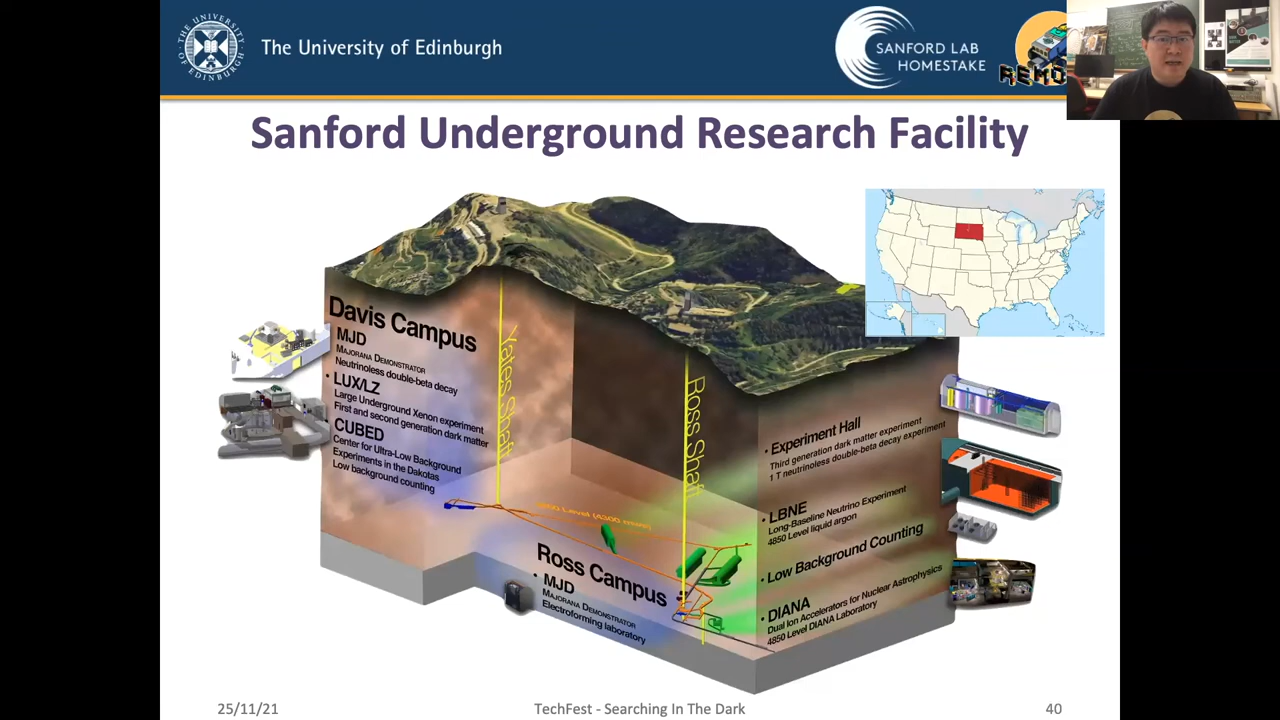 THE UNIVERSITY OF EDINBURGH
The University of Edinburgh
SANFORD LAB
HOMESTAKE
Sanford Underground Research Facility
Davis Campus
• MJD
MAJORANA DEMONSTRATOR
Neutrinoless double-beta decay
• LUX/LZ
Large Underground Xenon experiment
First and second generation dark matter
• CUBED
Center for Ultra-Low Background
Experiments in the Dakotas
Low background counting
Yates Shaft
Ross Shaft
Ross Campus
• MJD
MAJORANA DEMONSTRATOR
Electroforming laboratory
• Experiment Hall
Third generation dark matter experiment
1 T neutrinoless double-beta decay experiment
• LBNE
Long-Baseline Neutrino Experiment
4850 Level liquid argon
• Low Background Counting
• DIANA
Dual Ion Accelerators for Nuclear Astrophysics
4850 Level DIANA Laboratory
25/11/21
TechFest - Searching In The Dark
40